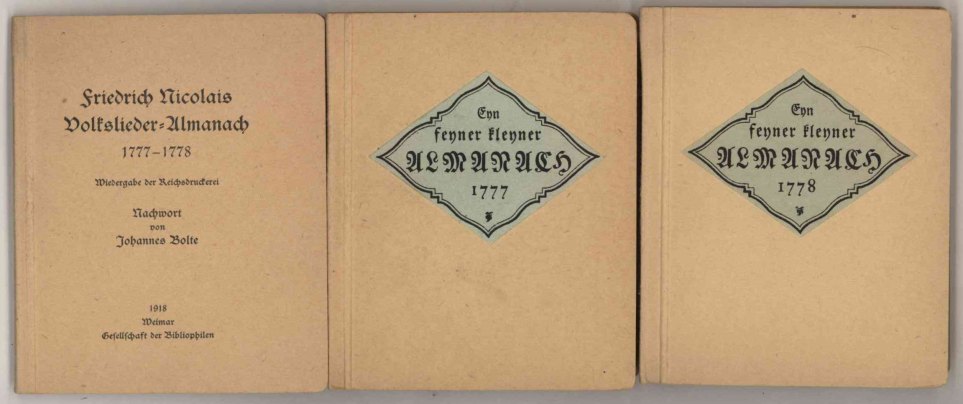 Friedrich Nicolais
Volkslieder=Almanach
1777–1778
Wiedergabe der Reichsdruckerei
Nachwort
von
Johannes Bolte
1918
Weimar
Gesellschaft der Bibliophilen
Eyn
feyner kleyner
ALMANACH
1777
Eyn
feyner kleyner
ALMANACH
1778